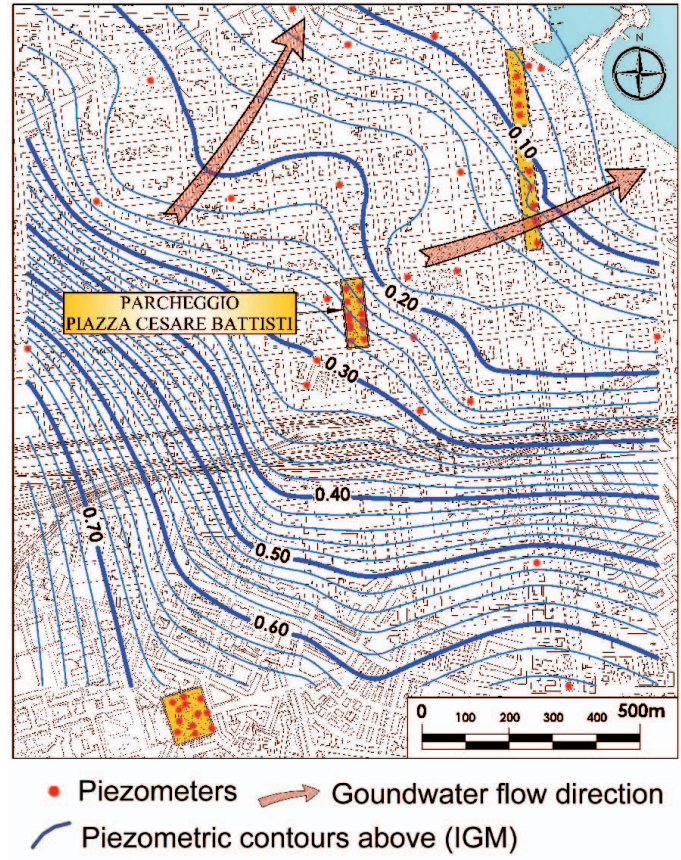 N
0.10
PARCHEGGIO
PIAZZA CESARE BATTISTI
0.20
0.30
0.40
0.70
0.50
0.60
0 500m
100 200 300 400
Piezometers
Goundwater flow direction
Piezometric contours above (IGM)